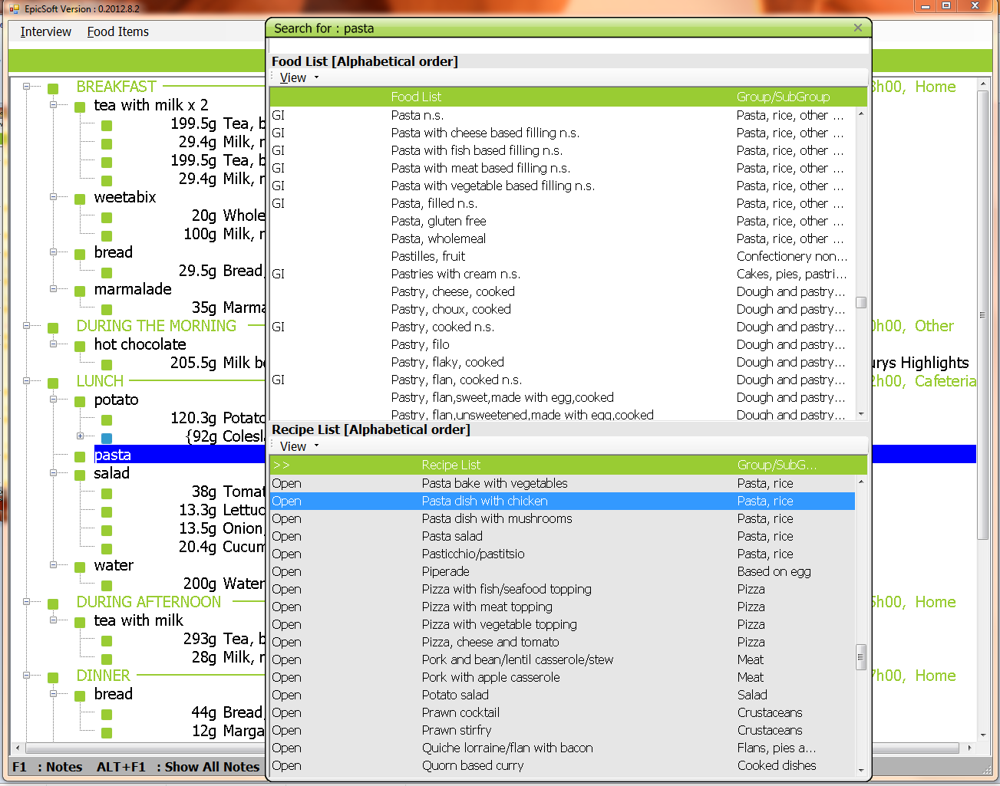 EpicSoft Version : 0.2012.8.2
Interview Food Items
BREAKFAST
tea with milk x 2
199.5g Tea,
29.4g Milk,
199.5g Tea,
29.4g Milk,
weetabix
20g Whole
100g Milk,
bread
29.5g Bread,
marmalade
35g Marma
DURING THE MORNING
hot chocolate
205.5g Milk
LUNCH
potato
120.3g Potato
{92g Colesl
pasta
salad
38g Tomat
13.3g Lettuc
13.5g Onion,
20.4g Cucum
water
200g Water
DURING AFTERNOON
tea with milk
293g Tea,
28g Milk,
DINNER
bread
44g Bread,
12g Marga
F1 : Notes ALT+F1 : Show All Notes
Search for : pasta
Food List [Alphabetical order]
View
Food List Group/SubGroup
GI Pasta n.s. Pasta, rice, other ...
GI Pasta with cheese based filling n.s. Pasta, rice, other ...
GI Pasta with fish based filling n.s. Pasta, rice, other ...
GI Pasta with meat based filling n.s. Pasta, rice, other ...
GI Pasta with vegetable based filling n.s. Pasta, rice, other ...
GI Pasta, filled n.s. Pasta, rice, other ...
Pasta, gluten free Pasta, rice, other ...
Pasta, wholemeal Pasta, rice, other ...
Pastilles, fruit Confectionery non...
GI Pastries with cream n.s. Cakes, pies, pastri...
Pastry, cheese, cooked Dough and pastry...
Pastry, choux, cooked Dough and pastry...
GI Pastry, cooked n.s. Dough and pastry...
Pastry, filo Dough and pastry...
Pastry, flaky, cooked Dough and pastry...
GI Pastry, flan, cooked n.s. Dough and pastry...
Pastry, flan,sweet,made with egg,cooked Dough and pastry...
Pastry, flan,unsweetened,made with egg,cooked Dough and pastry...
Recipe List [Alphabetical order]
View
>> Recipe List Group/SubG...
Open Pasta bake with vegetables Pasta, rice
Open Pasta dish with chicken Pasta, rice
Open Pasta dish with mushrooms Pasta, rice
Open Pasta salad Pasta, rice
Open Pasticchio/pastitsio Pasta, rice
Open Piperade Based on egg
Open Pizza with fish/seafood topping Pizza
Open Pizza with meat topping Pizza
Open Pizza with vegetable topping Pizza
Open Pizza, cheese and tomato Pizza
Open Pork and bean/lentil casserole/stew Meat
Open Pork with apple casserole Meat
Open Potato salad Salad
Open Prawn cocktail Crustaceans
Open Prawn stirfry Crustaceans
Open Quiche lorraine/flan with bacon Flans, pies a...
Open Quorn based curry Cooked dishes
h00, Home
0h00, Other
rys Highlights
2h00, Cafeteria
5h00, Home
7h00, Home